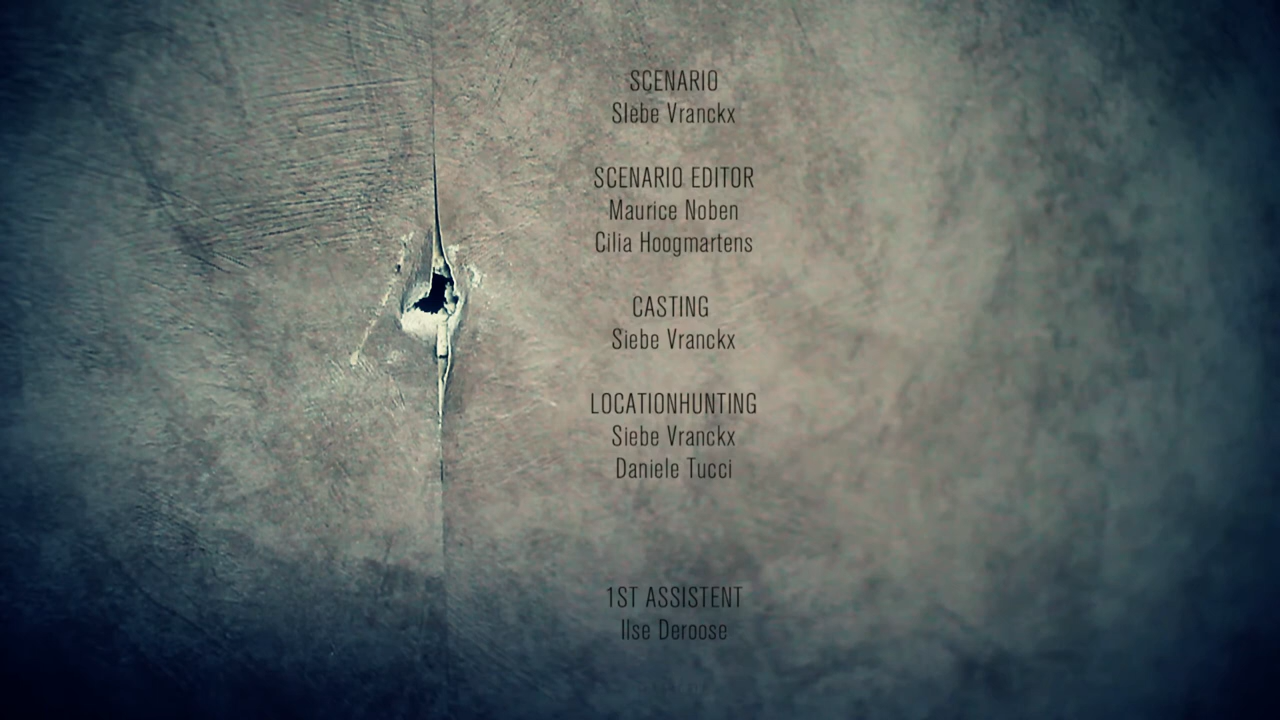 SCENARIO
SIebe Vranckx
SCENARIO EDITOR
Maurice Noben
Cilia Hoogmartens
CASTING
Siebe Vranckx
LOCATIONHUNTING
Siebe Vranckx
Daniele Tucci
1ST ASSISTENT
Ilse Deroose